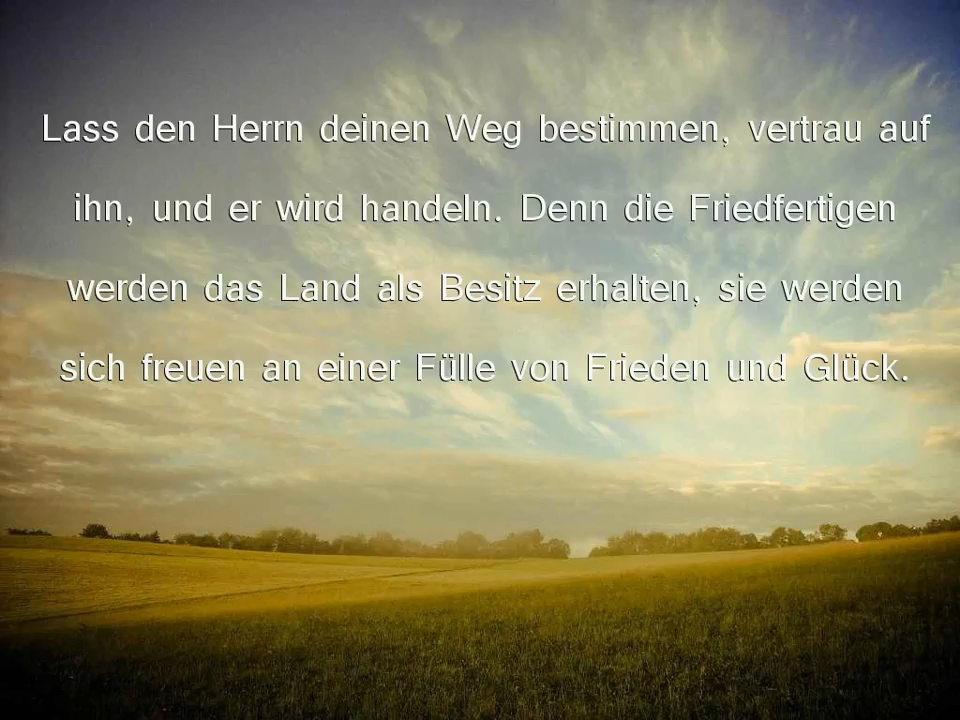 Lass den Herrn deinen Weg bestimmen, vertrau auf
ihn, und er wird handeln. Denn die Friedfertigen
werden das Land als Besitz erhalten, sie werden
sich freuen an einer Fülle von Frieden und Glück.